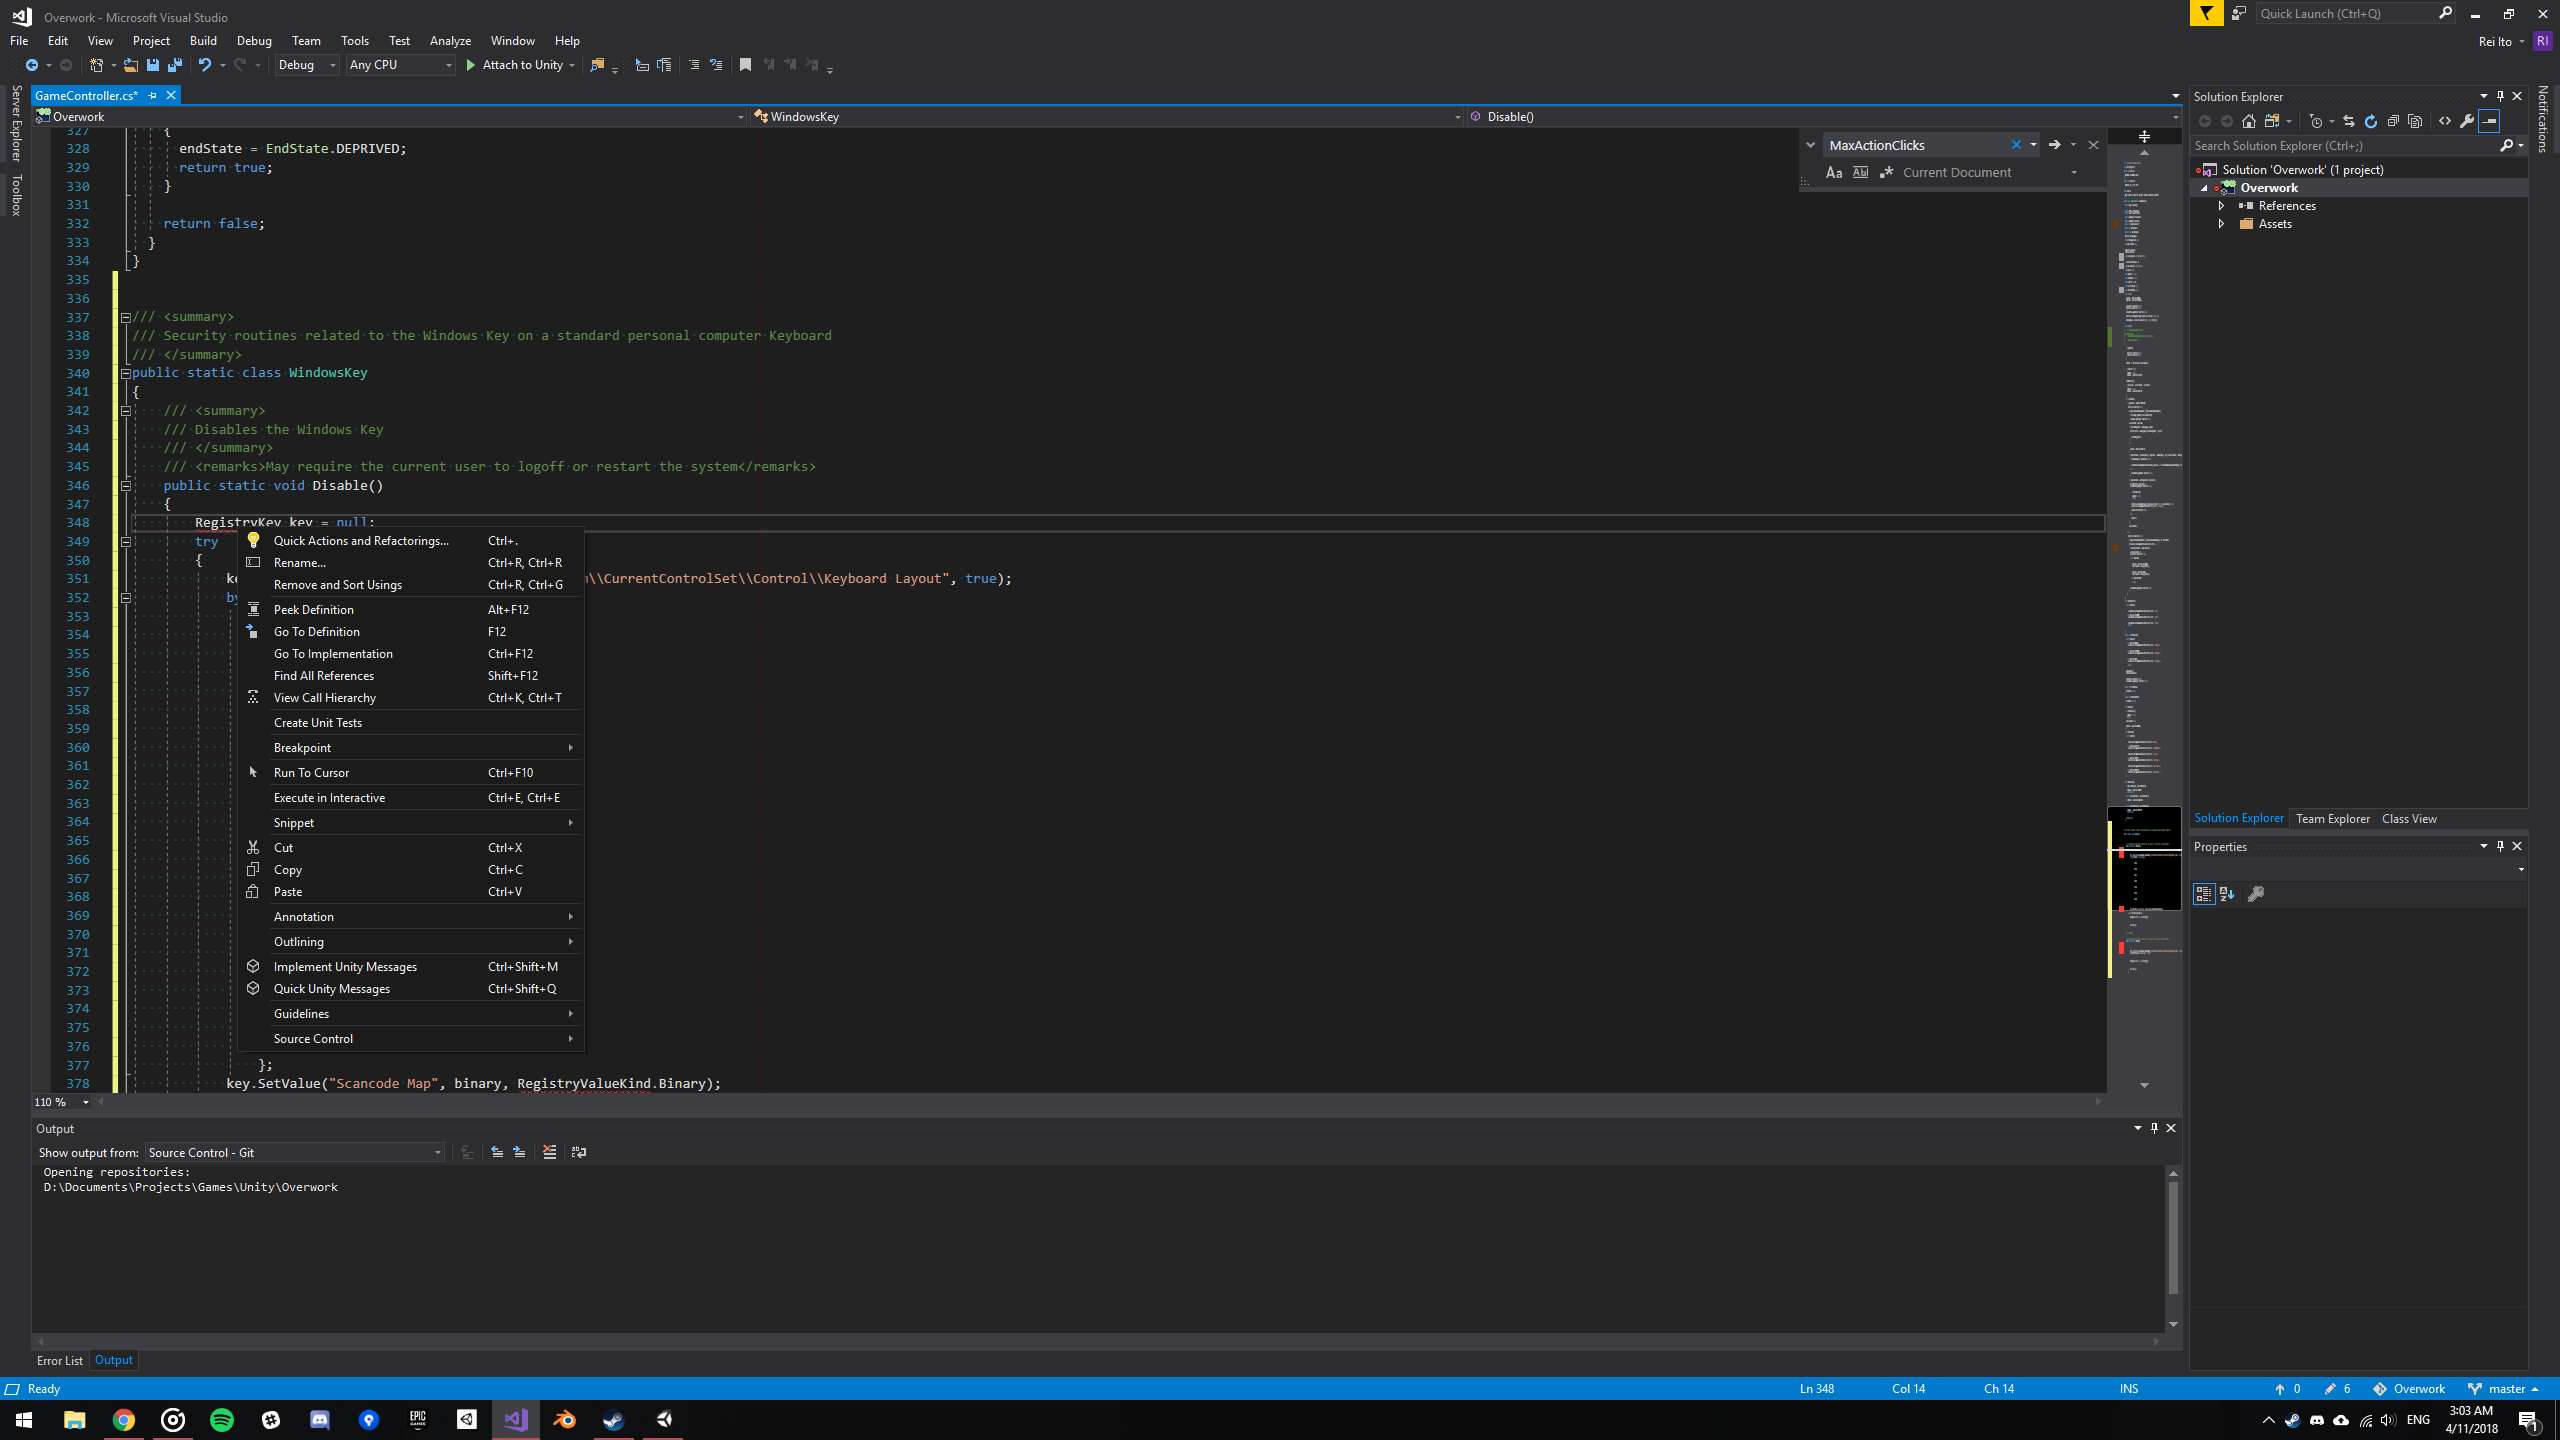 Overwork - Microsoft Visual Studio
Quick Launch (Ctrl+Q)
File Edit View Project Build Debug Team Tools Test Analyze Window Help
Rei Ito RI
Debug Any CPU Attach to Unity
Server Explorer
Toolbox
GameController.cs*
Overwork WindowsKey Disable()
MaxActionClicks
Aa Current Document
327 {
328 endState = EndState.DEPRIVED;
329 return true;
330 }
331
332 return false;
333 }
334 }
335
336
337 /// <summary>
338 /// Security routines related to the Windows Key on a standard personal computer Keyboard
339 /// </summary>
340 public static class WindowsKey
341 {
342 /// <summary>
343 /// Disables the Windows Key
344 /// </summary>
345 /// <remarks>May require the current user to logoff or restart the system</remarks>
346 public static void Disable()
347 {
348 RegistryKey key = null;
349 try
350 {
351 ke \\CurrentControlSet\\Control\\Keyboard Layout", true);
352 by
353
354
355
356
357
358
359
360
361
362
363
364
365
366
367
368
369
370
371
372
373
374
375
376
377 };
378 key.SetValue("Scancode Map", binary, RegistryValueKind.Binary);
Quick Actions and Refactorings... Ctrl+.
Rename... Ctrl+R, Ctrl+R
Remove and Sort Usings Ctrl+R, Ctrl+G
Peek Definition Alt+F12
Go To Definition F12
Go To Implementation Ctrl+F12
Find All References Shift+F12
View Call Hierarchy Ctrl+K, Ctrl+T
Create Unit Tests
Breakpoint
Run To Cursor Ctrl+F10
Execute in Interactive Ctrl+E, Ctrl+E
Snippet
Cut Ctrl+X
Copy Ctrl+C
Paste Ctrl+V
Annotation
Outlining
Implement Unity Messages Ctrl+Shift+M
Quick Unity Messages Ctrl+Shift+Q
Guidelines
Source Control
110 %
Output
Show output from: Source Control - Git
Opening repositories:
D:\Documents\Projects\Games\Unity\Overwork
Error List Output
Solution Explorer
Search Solution Explorer (Ctrl+;)
Solution 'Overwork' (1 project)
Overwork
References
Assets
Solution Explorer Team Explorer Class View
Properties
Notifications
Ready Ln 348 Col 14 Ch 14 INS 0 6 Overwork master
EPIC GAMES
ENG
3:03 AM
4/11/2018
1